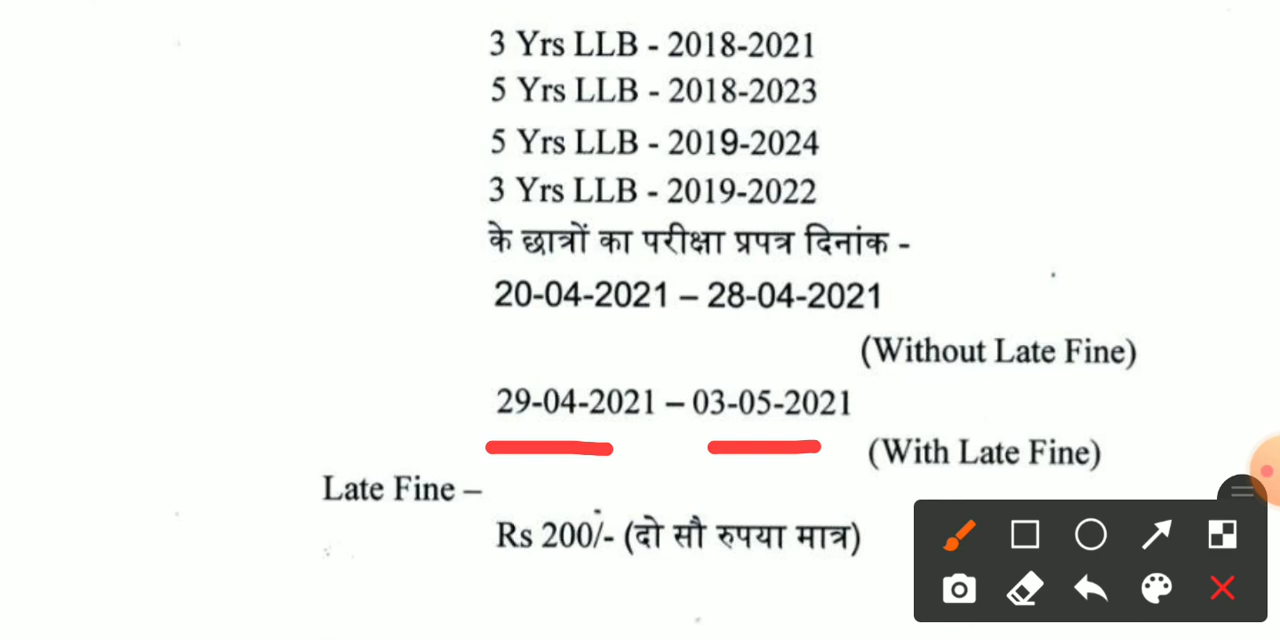 3 Yrs LLB - 2018-2021
5 Yrs LLB - 2018-2023
5 Yrs LLB - 2019-2024
3 Yrs LLB - 2019-2022
के छात्रों का परीक्षा प्रपत्र दिनांक -
20-04-2021 – 28-04-2021
(Without Late Fine)
29-04-2021 – 03-05-2021
(With Late Fine)
Late Fine –
Rs 200/- (दो सौ रुपया मात्र)